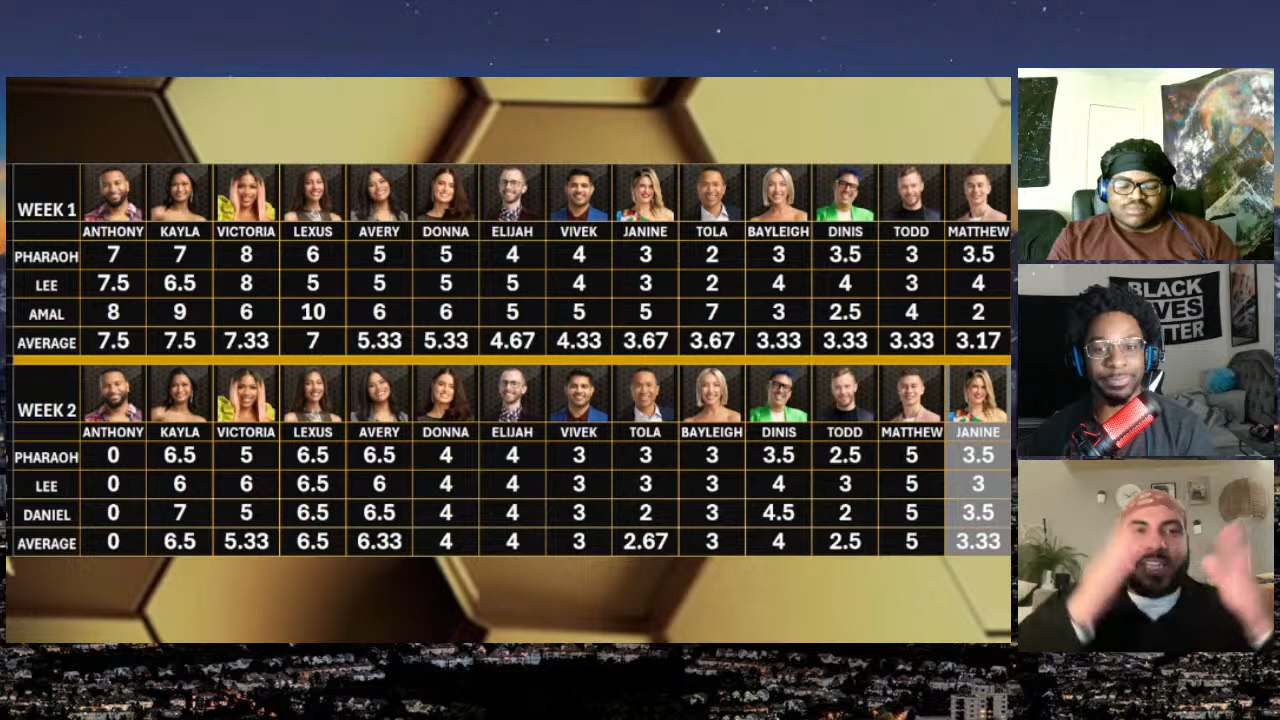 WEEK 1
ANTHONY KAYLA VICTORIA LEXUS AVERY DONNA ELIJAH VIVEK JANINE TOLA BAYLEIGH DINIS TODD MATTHEW
PHARAOH 7 7 8 6 5 5 4 4 3 2 3 3.5 3 3.5
LEE 7.5 6.5 8 5 5 5 5 4 3 2 4 4 3 4
AMAL 8 9 6 10 6 6 5 5 5 7 3 2.5 4 2
AVERAGE 7.5 7.5 7.33 7 5.33 5.33 4.67 4.33 3.67 3.67 3.33 3.33 3.33 3.17
WEEK 2
ANTHONY KAYLA VICTORIA LEXUS AVERY DONNA ELIJAH VIVEK TOLA BAYLEIGH DINIS TODD MATTHEW JANINE
PHARAOH 0 6.5 5 6.5 6.5 4 4 3 3 3 3.5 2.5 5 3.5
LEE 0 6 6 6.5 6 4 4 3 3 3 4 3 5 3
DANIEL 0 7 5 6.5 6.5 4 4 3 2 3 4.5 2 5 3.5
AVERAGE 0 6.5 5.33 6.5 6.33 4 4 3 2.67 3 4 2.5 5 3.33
BLACK
LIVES
MATTER